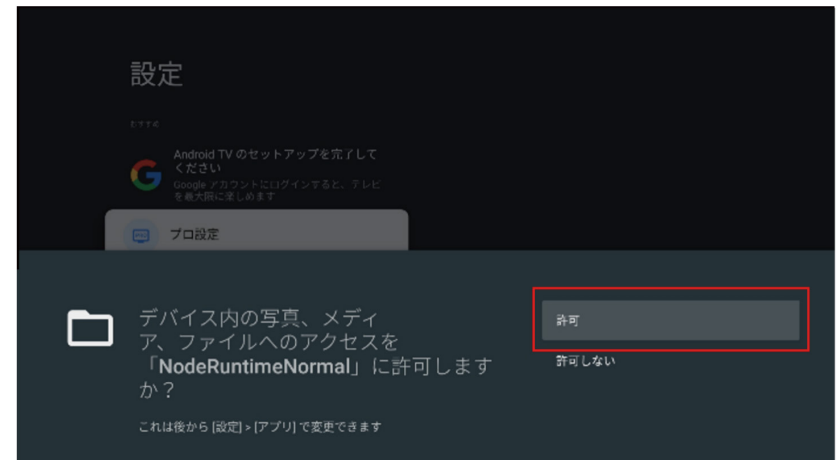 設定
おすすめ
Android TV のセットアップを完了して
ください
Google アカウントにログインすると、テレビ
を最大限に楽しめます
プロ設定
デバイス内の写真、メディ
ア、ファイルへのアクセスを
「NodeRuntimeNormal」に許可します
か？
これは後から [設定] > [アプリ] で変更できます
許可
許可しない